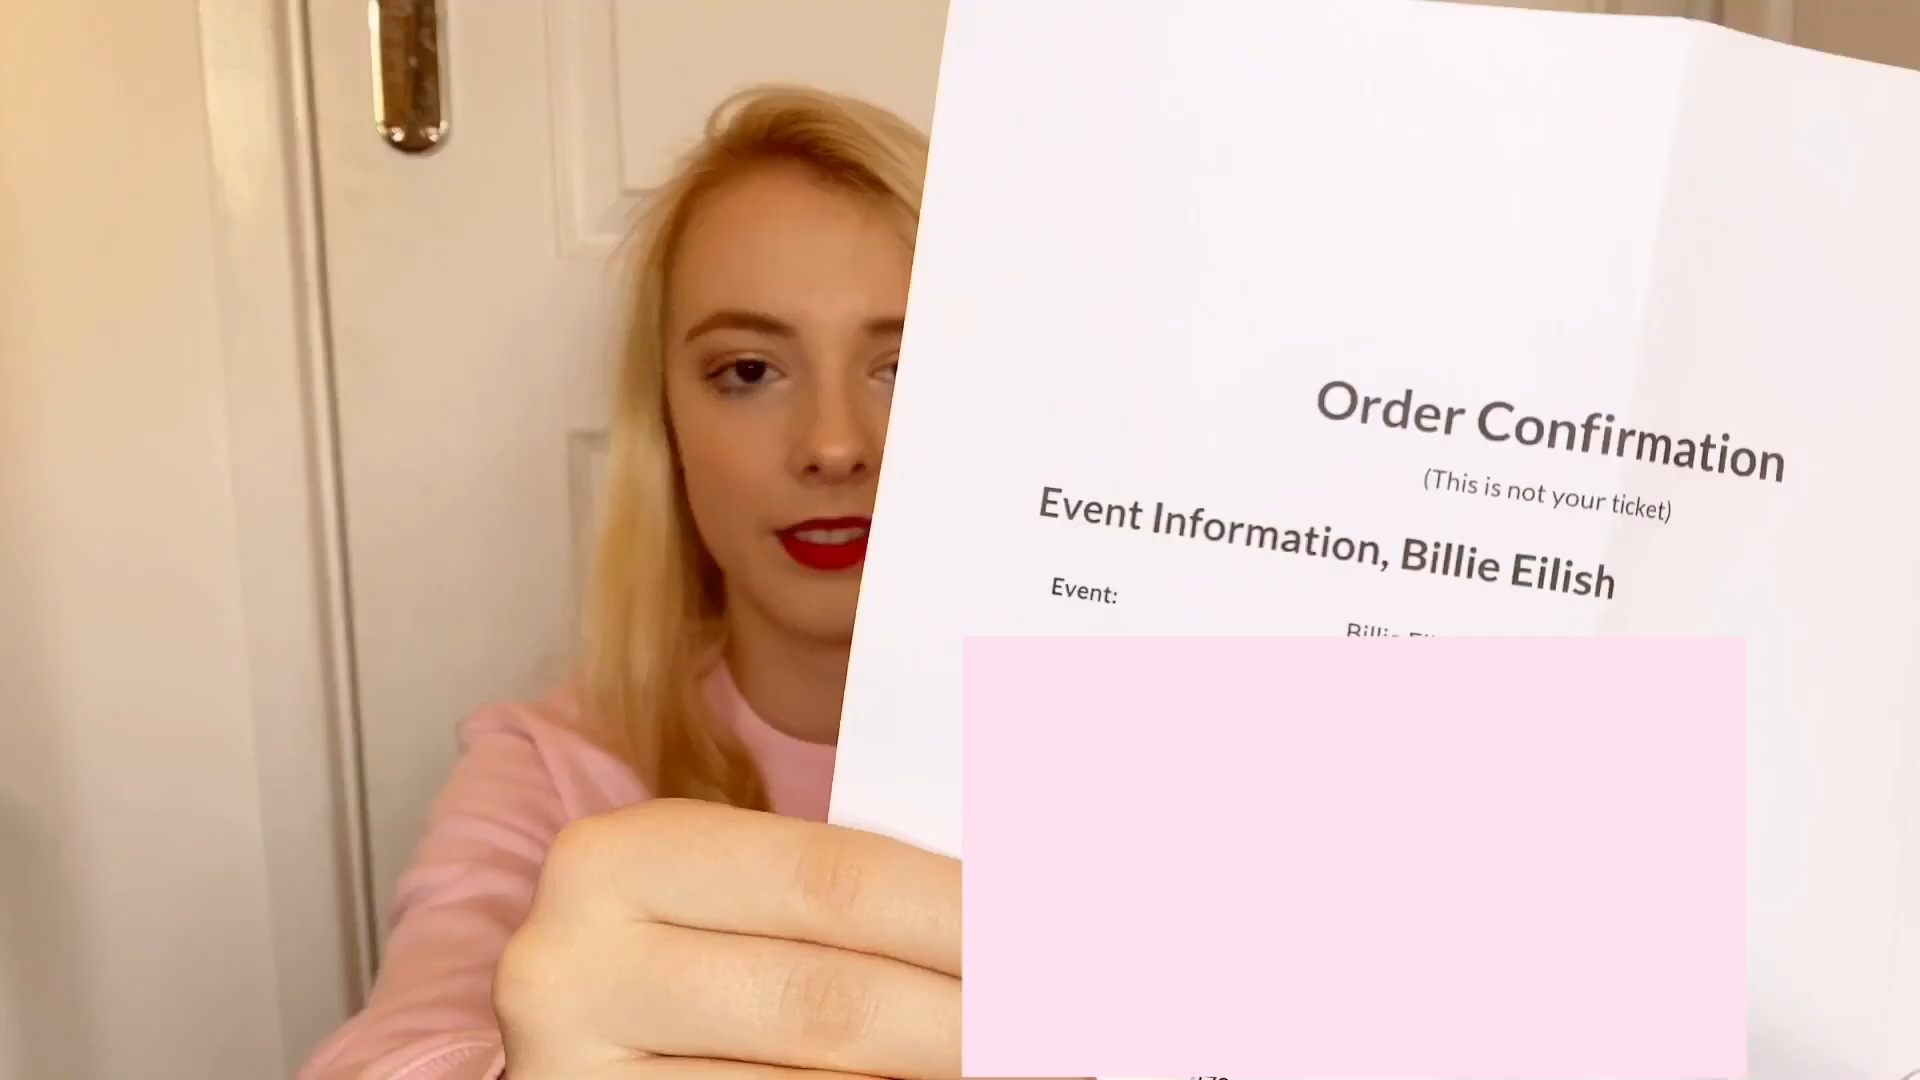 Order Confirmation
(This is not your ticket)
Event Information, Billie Eilish
Event: